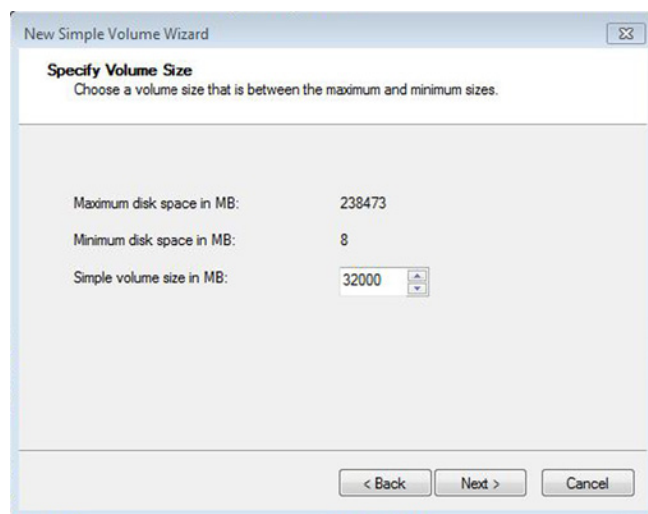 New Simple Volume Wizard
Specify Volume Size
Choose a volume size that is between the maximum and minimum sizes.
Maximum disk space in MB: 238473
Minimum disk space in MB: 8
Simple volume size in MB: 32000
< Back Next > Cancel